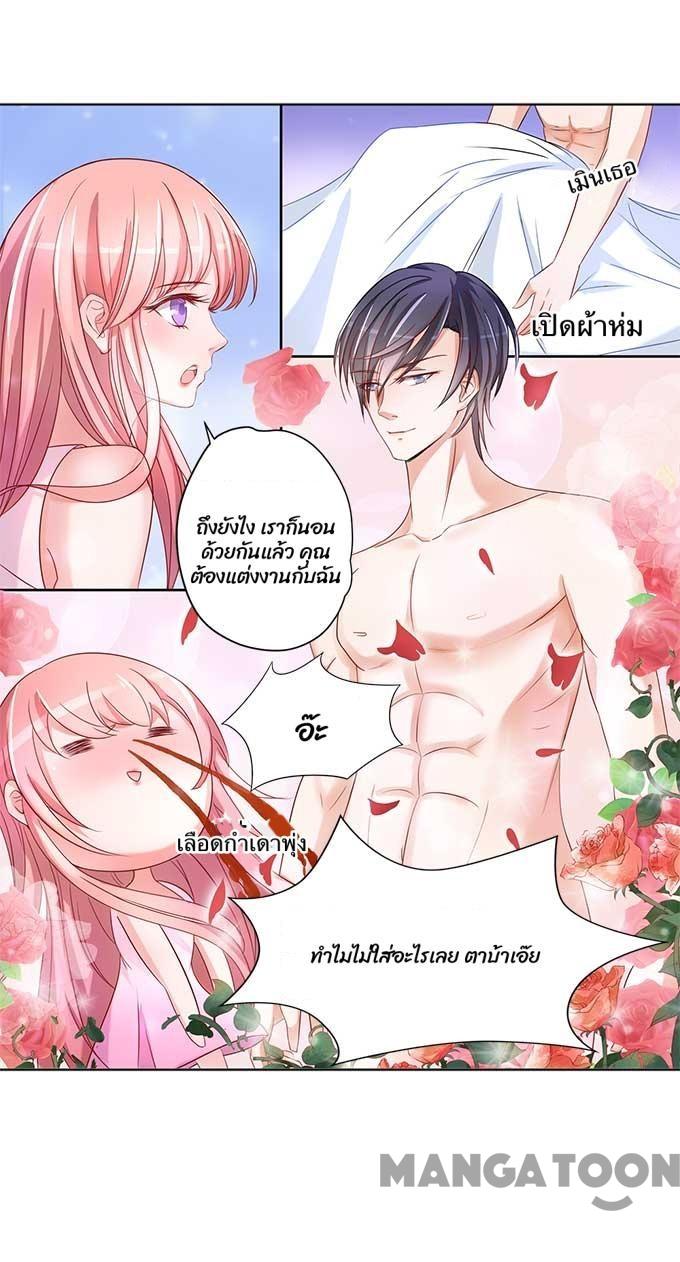 เมินเธอ
เปิดผ้าห่ม
ถึงยังไง เราก็นอน
ด้วยกันแล้ว คุณ
ต้องแต่งงานกับฉัน
อ๊ะ
เลือดกำเดาพุ่ง
ทำไมไม่ใส่อะไรเลย ตาบ้าเอ๊ย
MANGATOON